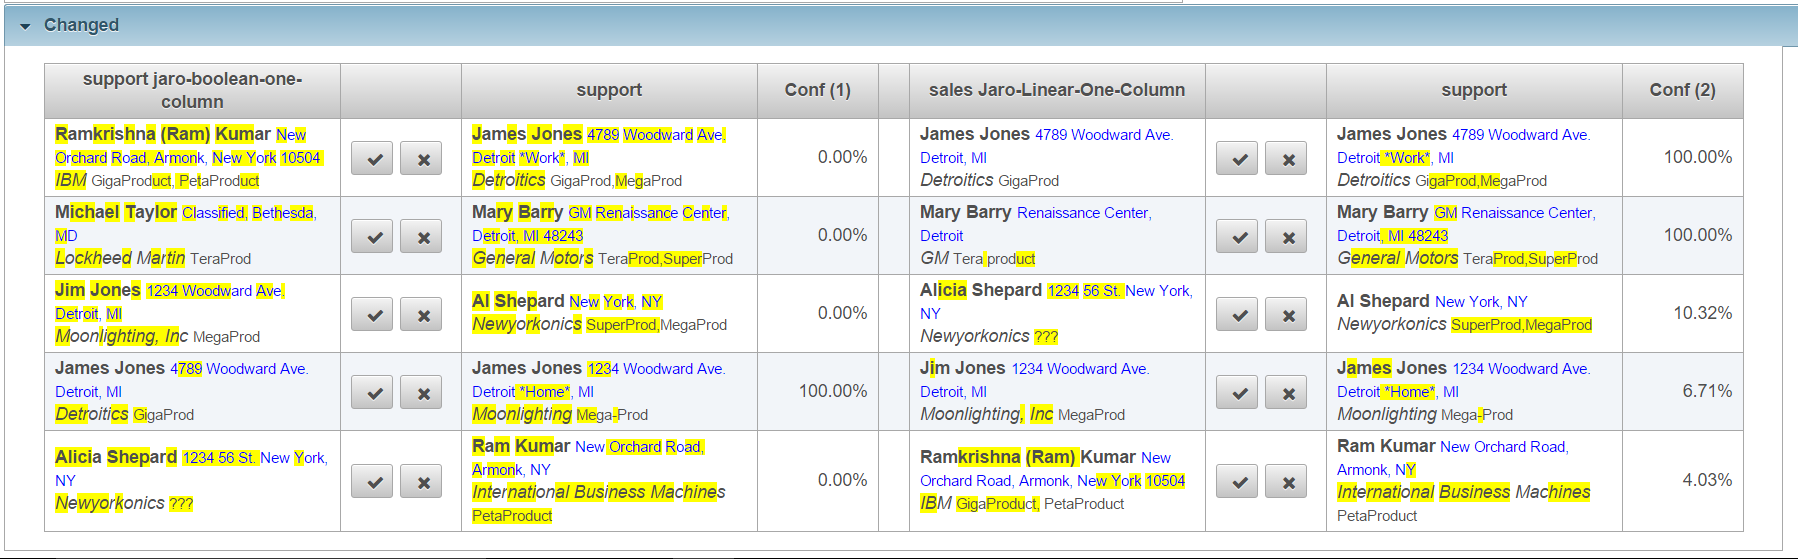 Changed
support jaro-boolean-one-
column
support
Conf (1)
sales Jaro-Linear-One-Column
support
Conf (2)
Ramkrishna (Ram) Kumar New
Orchard Road, Armonk, New York 10504
IBM GigaProduct, PetaProduct
James Jones 4789 Woodward Ave.
Detroit *Work*, MI
Detroitics GigaProd,MegaProd
0.00%
James Jones 4789 Woodward Ave.
Detroit, MI
Detroitics GigaProd
James Jones 4789 Woodward Ave.
Detroit *Work*, MI
Detroitics GigaProd,MegaProd
100.00%
Michael Taylor Classified, Bethesda,
MD
Lockheed Martin TeraProd
Mary Barry GM Renaissance Center,
Detroit, MI 48243
General Motors TeraProd,SuperProd
0.00%
Mary Barry Renaissance Center,
Detroit
GM Tera product
Mary Barry GM Renaissance Center,
Detroit, MI 48243
General Motors TeraProd,SuperProd
100.00%
Jim Jones 1234 Woodward Ave.
Detroit, MI
Moonlighting, Inc MegaProd
Al Shepard New York, NY
Newyorkonics SuperProd,MegaProd
0.00%
Alicia Shepard 1234 56 St. New York,
NY
Newyorkonics ???
Al Shepard New York, NY
Newyorkonics SuperProd,MegaProd
10.32%
James Jones 4789 Woodward Ave.
Detroit, MI
Detroitics GigaProd
James Jones 1234 Woodward Ave.
Detroit *Home*, MI
Moonlighting Mega-Prod
100.00%
Jim Jones 1234 Woodward Ave.
Detroit, MI
Moonlighting, Inc MegaProd
James Jones 1234 Woodward Ave.
Detroit *Home*, MI
Moonlighting Mega-Prod
6.71%
Alicia Shepard 1234 56 St. New York,
NY
Newyorkonics ???
Ram Kumar New Orchard Road,
Armonk, NY
International Business Machines
PetaProduct
0.00%
Ramkrishna (Ram) Kumar New
Orchard Road, Armonk, New York 10504
IBM GigaProduct, PetaProduct
Ram Kumar New Orchard Road,
Armonk, NY
International Business Machines
PetaProduct
4.03%